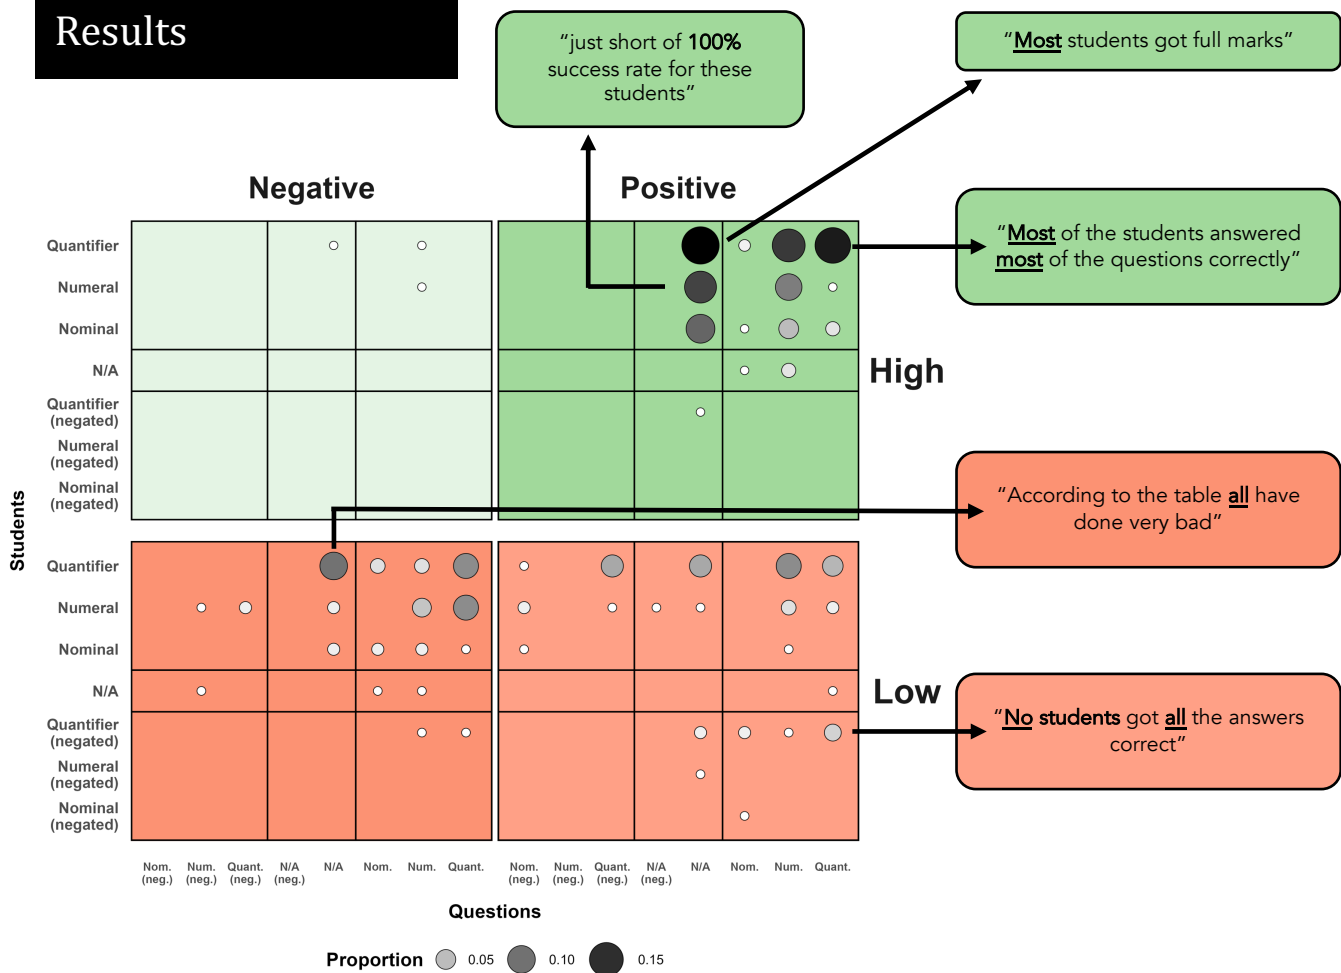 Results
“just short of 100%
success rate for these
students”
“Most students got full marks”
Negative
Positive
“Most of the students answered
most of the questions correctly”
Quantifier
Numeral
Nominal
N/A
Quantifier
(negated)
Numeral
(negated)
Nominal
(negated)
High
“According to the table all have
done very bad”
Students
Quantifier
Numeral
Nominal
N/A
Quantifier
(negated)
Numeral
(negated)
Nominal
(negated)
Low
“No students got all the answers
correct”
Nom. Num. Quant. N/A N/A Nom. Num. Quant. Nom. Num. Quant. N/A N/A Nom. Num. Quant.
(neg.) (neg.) (neg.) (neg.) (neg.) (neg.) (neg.) (neg.)
Questions
Proportion 0.05 0.10 0.15